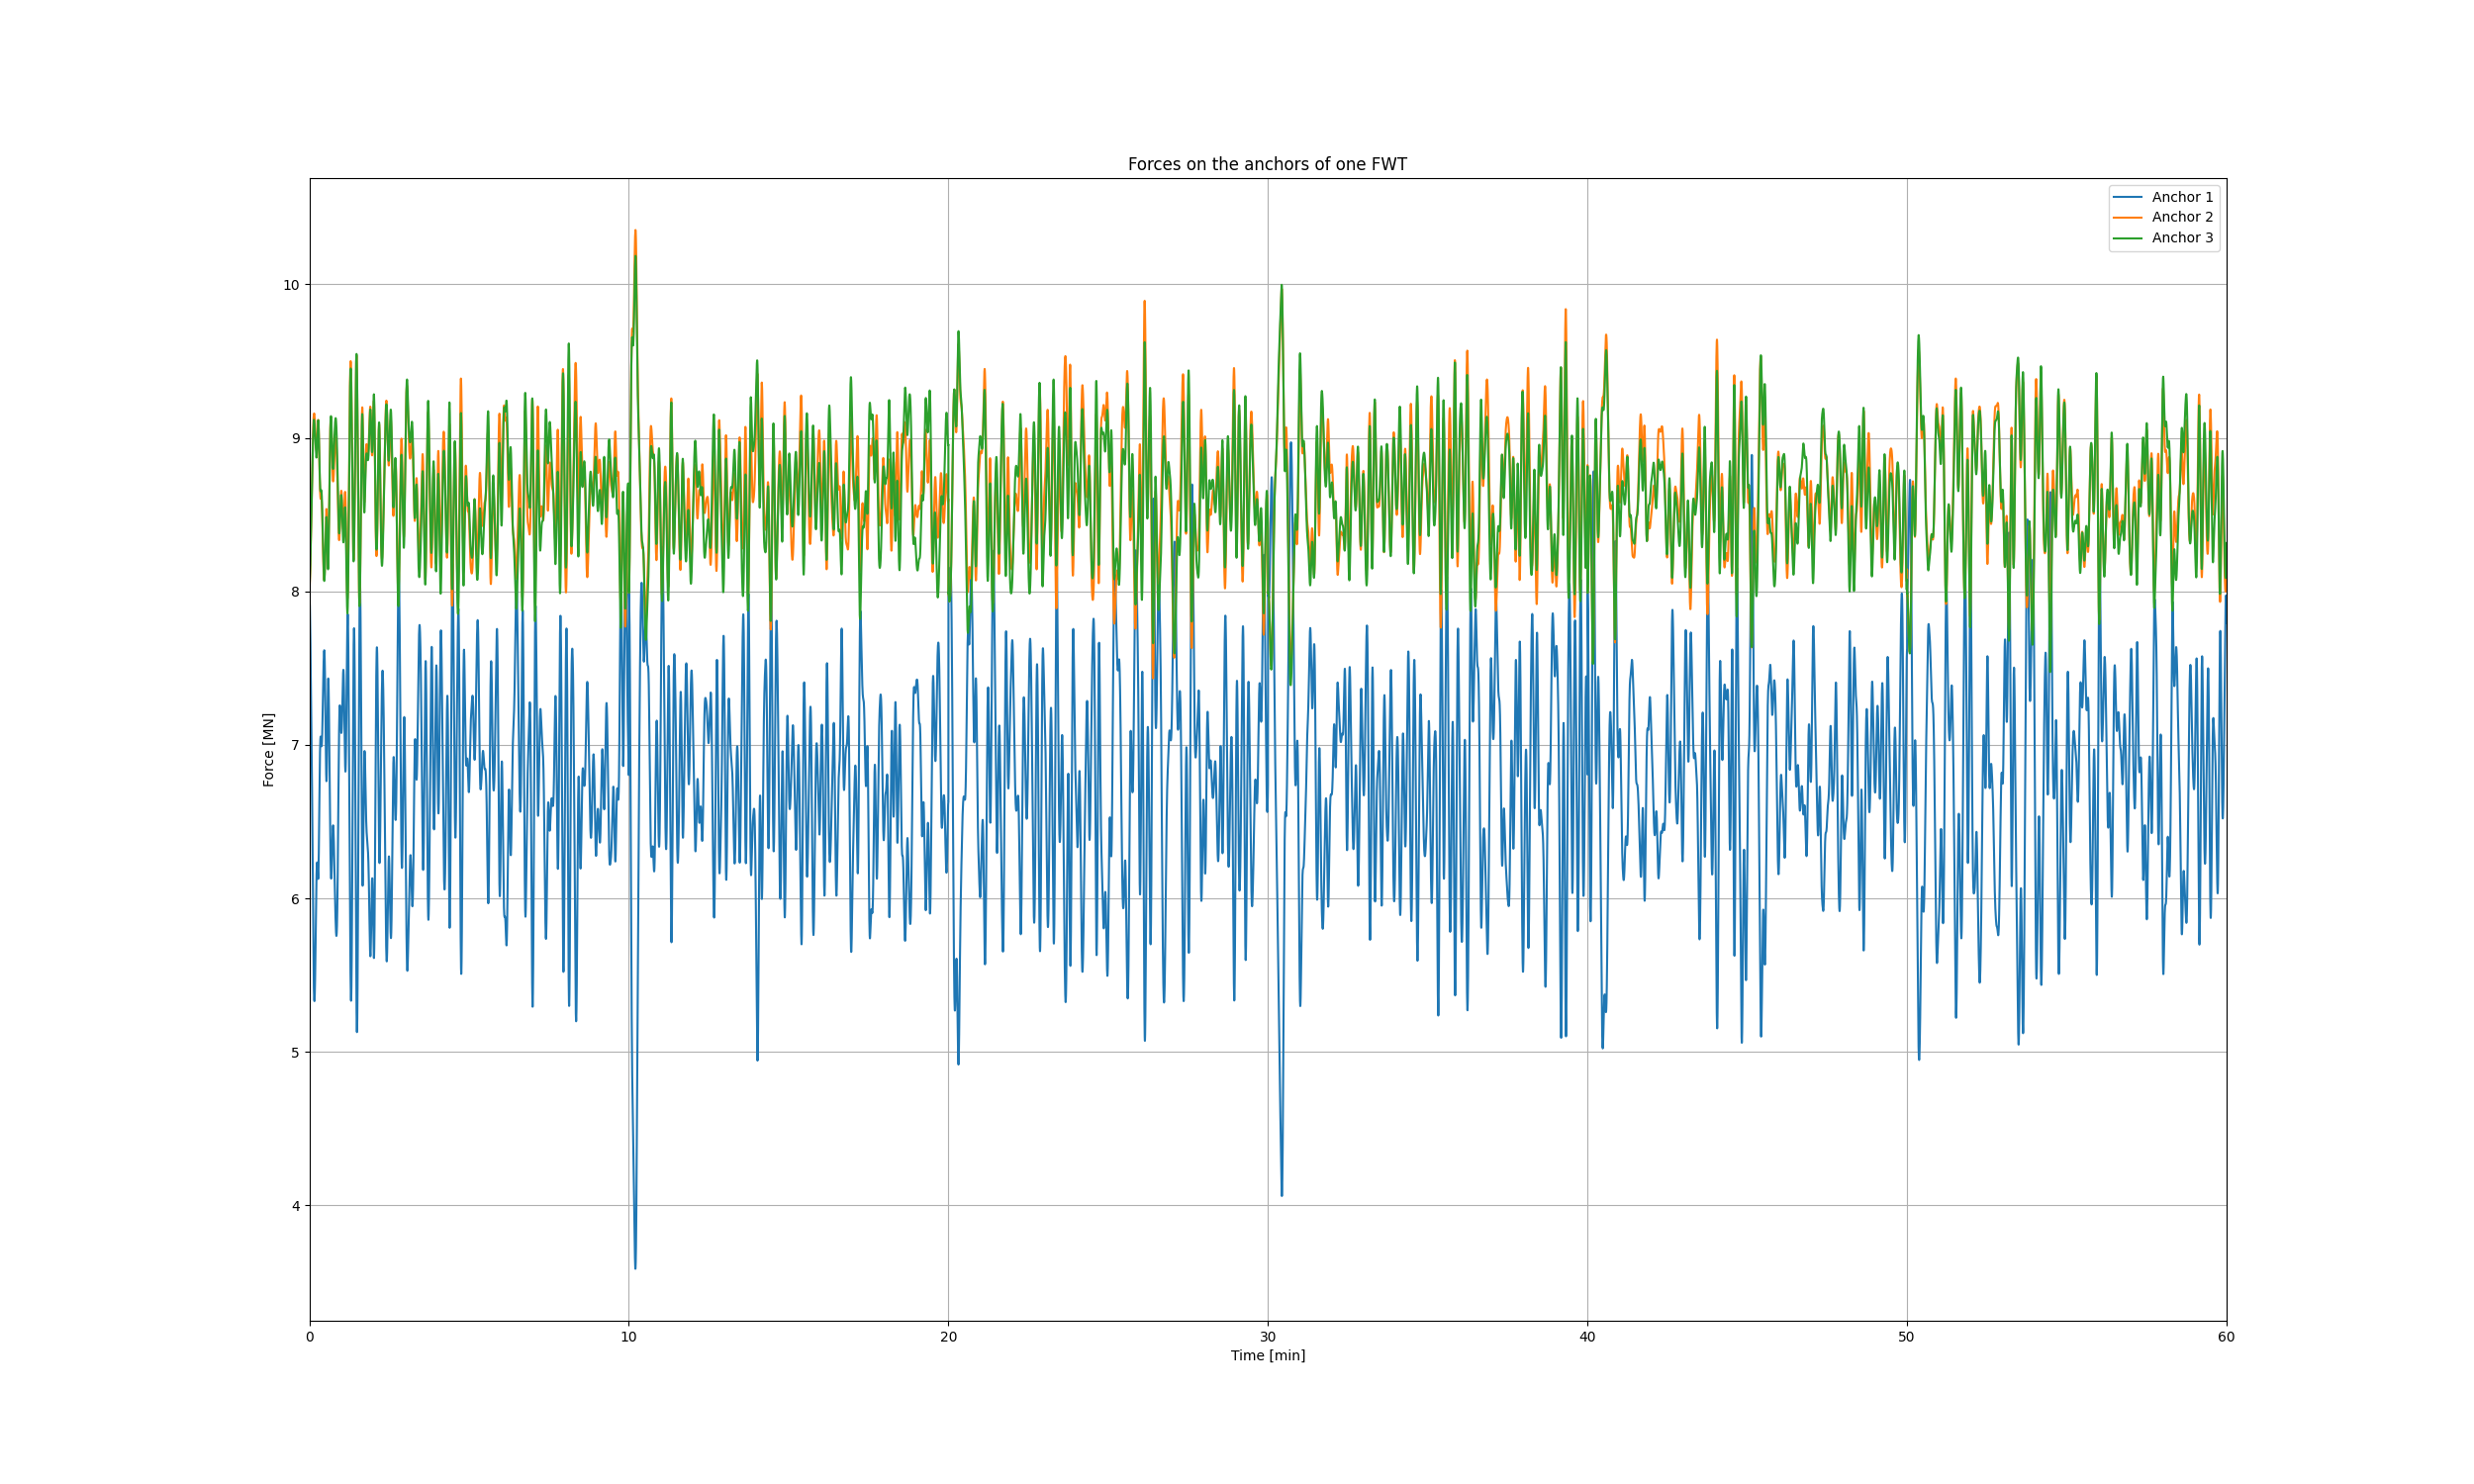 Forces on the anchors of one FWT
Anchor 1
Anchor 2
Anchor 3
Force [MN]
10
9
8
7
6
5
4
0 10 20 30 40 50 60
Time [min]